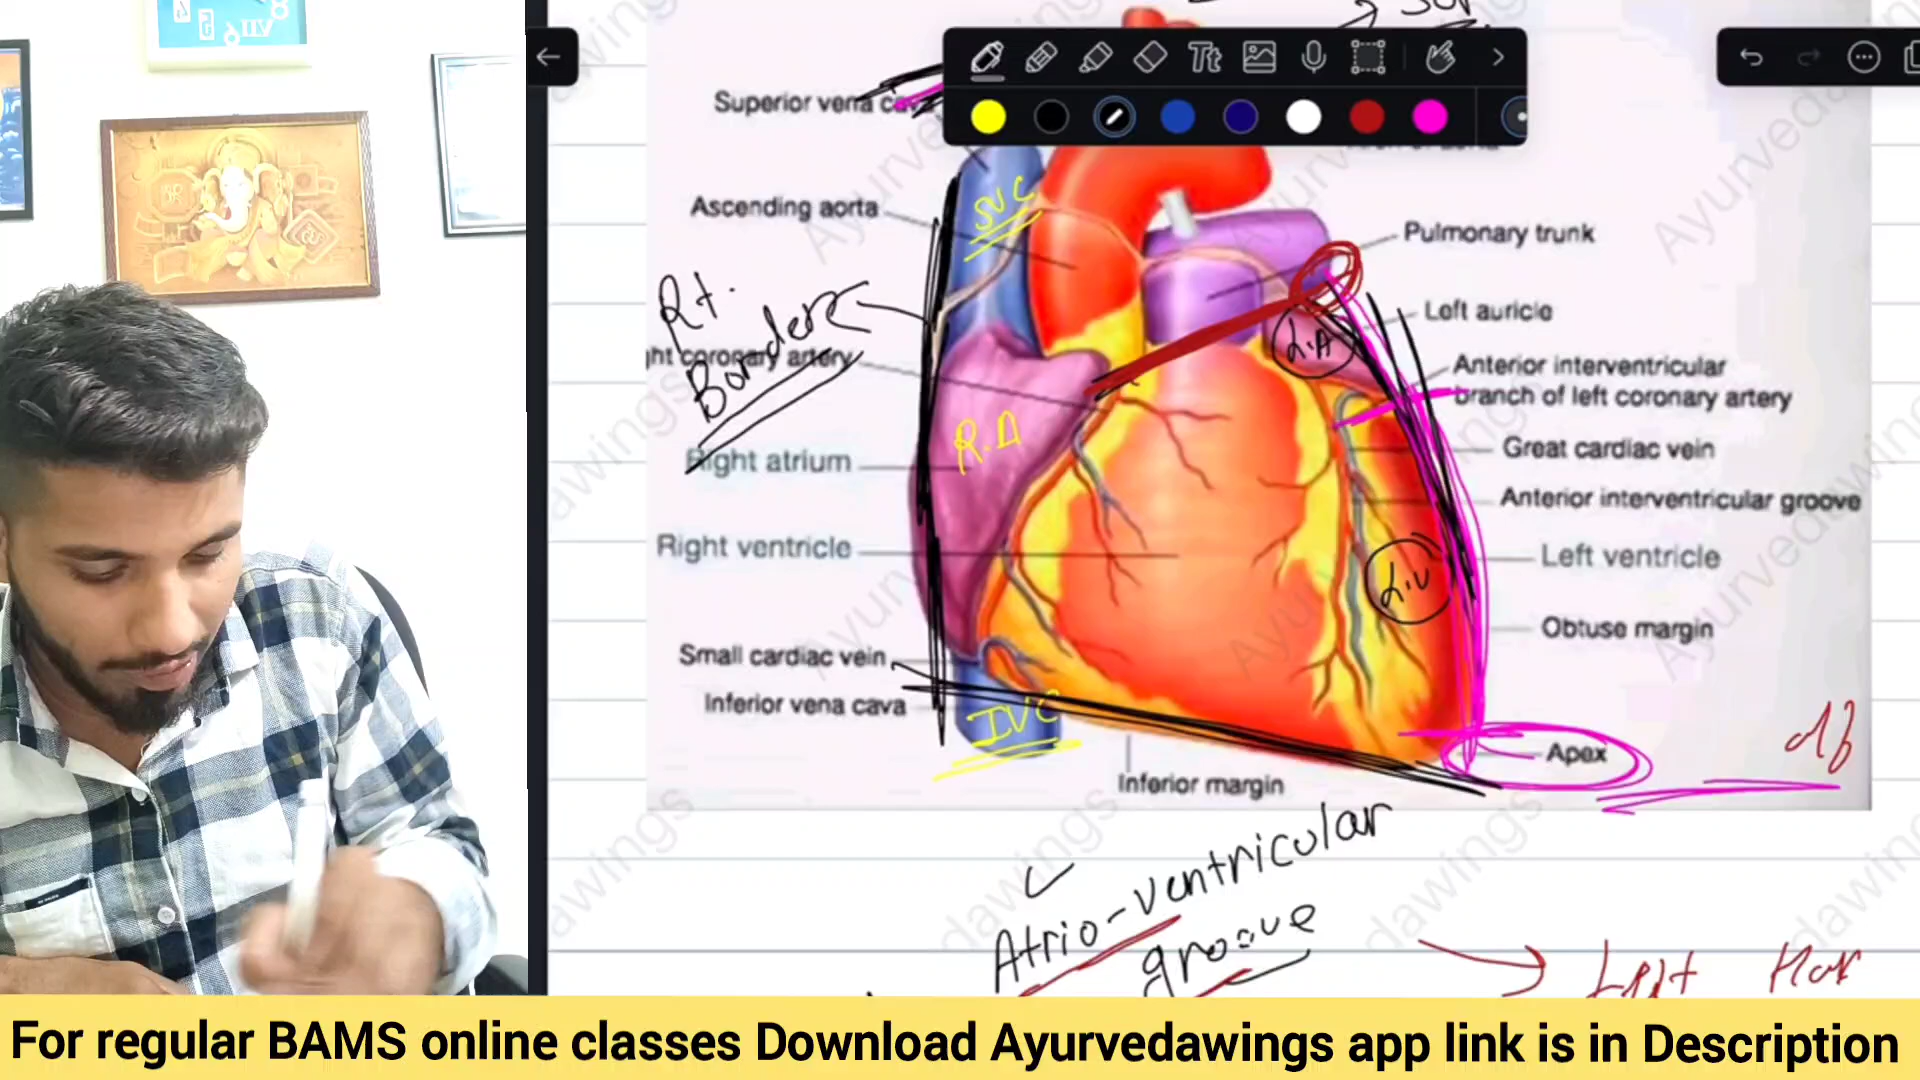 Superior vena cava
Ascending aorta
SVC
Pulmonary trunk
Rt.
Border
Left auricle
L.A
ght coronary artery
Anterior interventricular
branch of left coronary artery
R.A
Great cardiac vein
Right atrium
Anterior interventricular groove
Right ventricle
Left ventricle
L.V
Obtuse margin
Small cardiac vein
Inferior vena cava
IVC
Apex
Inferior margin
Atrio-ventricular
groove
Left
For regular BAMS online classes Download Ayurvedawings app link is in Description
Tt